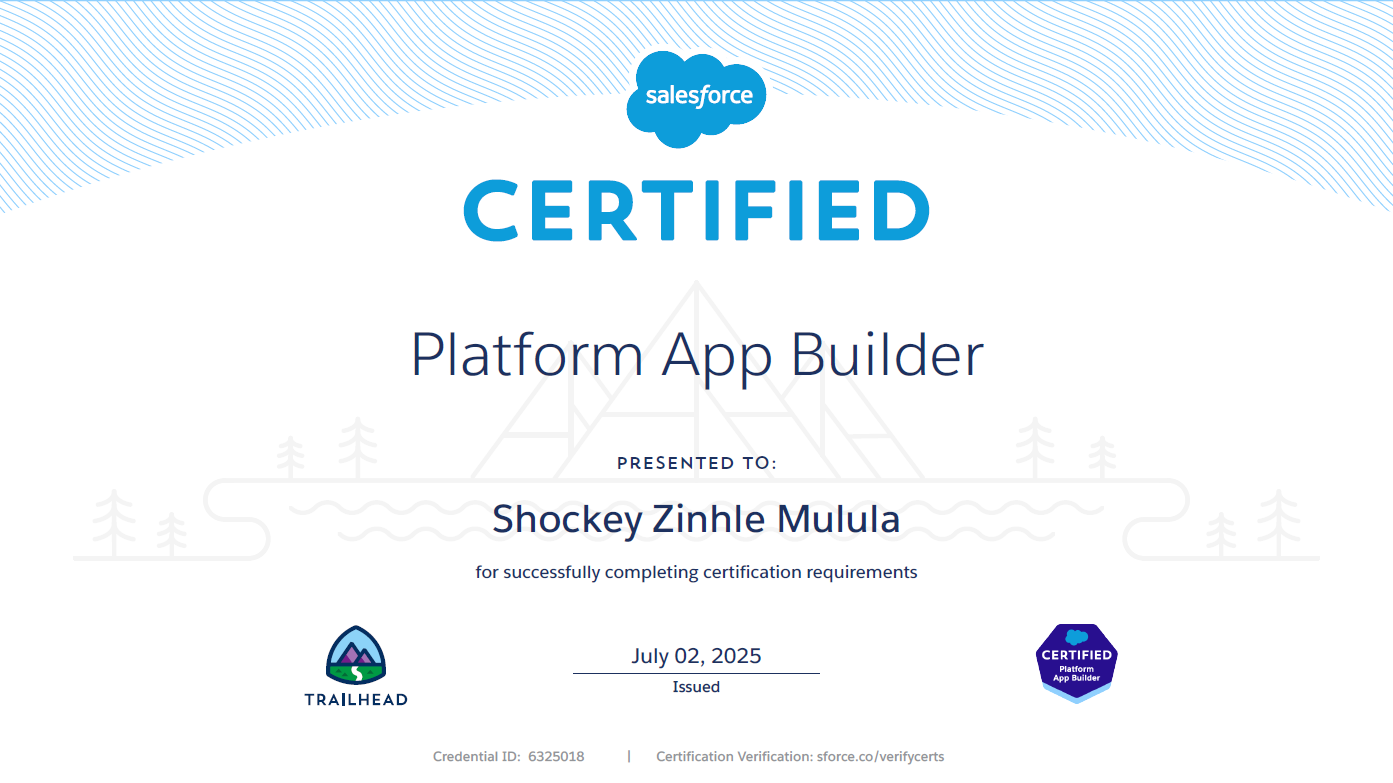 salesforce
CERTIFIED
Platform App Builder
PRESENTED TO:
Shockey Zinhle Mulula
for successfully completing certification requirements
TRAILHEAD
July 02, 2025
Issued
CERTIFIED
Platform
App Builder
Credential ID: 6325018 | Certification Verification: sforce.co/verifycerts